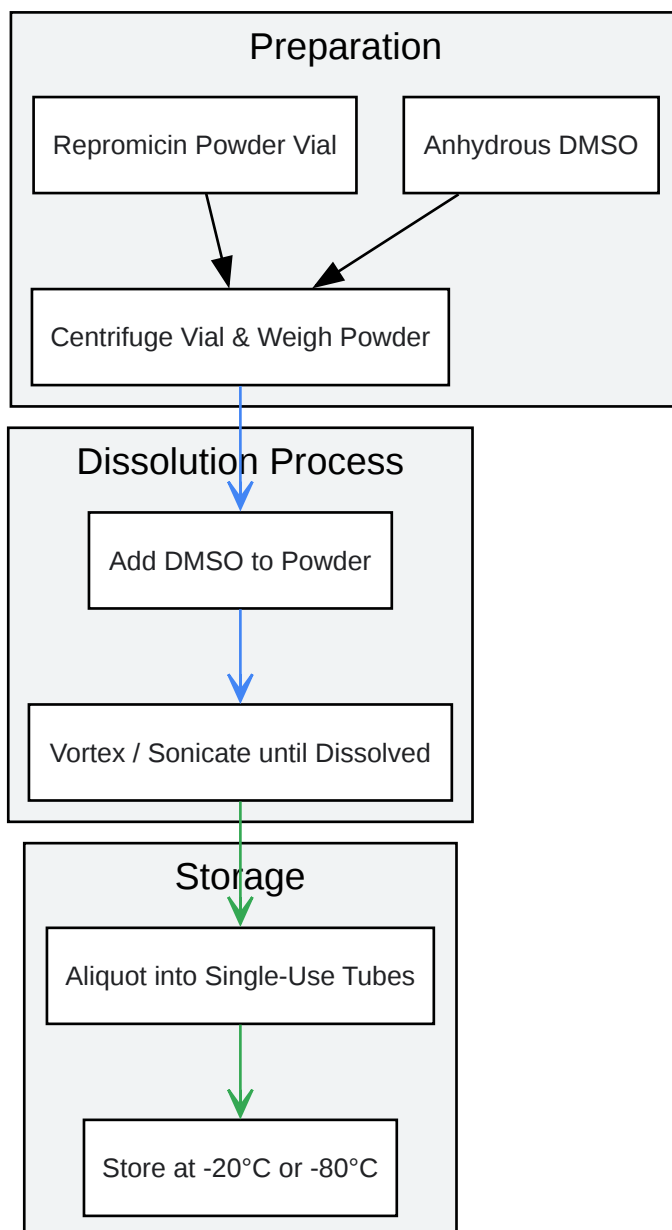 Preparation
Repromicin Powder Vial
Anhydrous DMSO
Centrifuge Vial & Weigh Powder
Dissolution Process
Add DMSO to Powder
Vortex / Sonicate until Dissolved
Storage
Aliquot into Single-Use Tubes
Store at -20°C or -80°C